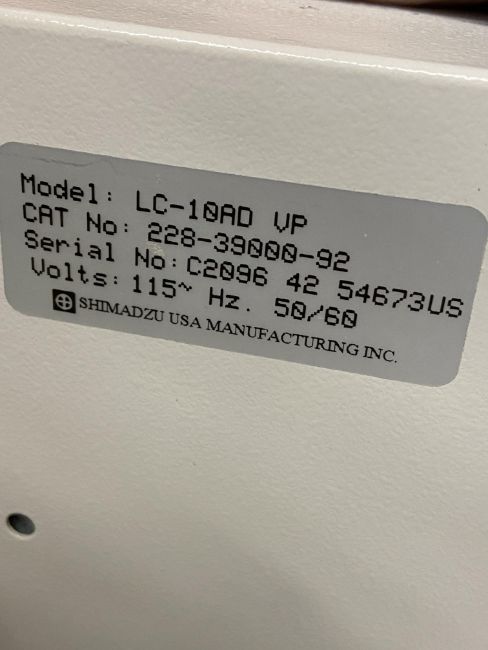 Model: LC-10AD VP
CAT No: 228-39000-92
Serial No: C2096 42 54673US
Volts: 115~ Hz. 50/60
SHIMADZU USA MANUFACTURING INC.